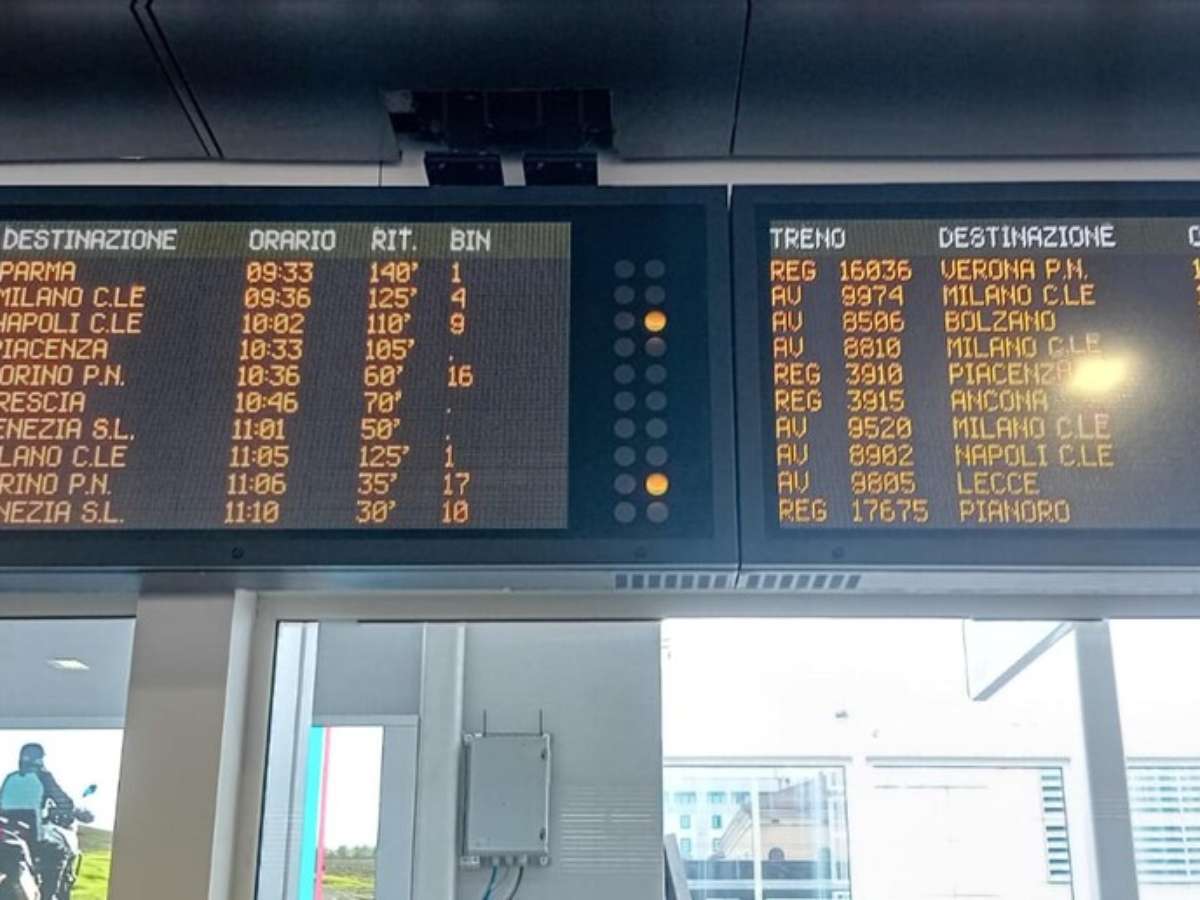 DESTINAZIONE ORARIO RIT. BIN
PARMA 09:33 140' 1
MILANO C.LE 09:36 125' 4
NAPOLI C.LE 10:02 110' 9
PIACENZA 10:33 105' .
ORINO P.N. 10:36 60' 16
RESCIA 10:46 70' .
ENEZIA S.L. 11:01 50' .
LANO C.LE 11:05 125' 1
RINO P.N. 11:06 35' 17
NEZIA S.L. 11:10 30' 10
TRENO DESTINAZIONE
REG 16036 VERONA P.N.
AV 9974 MILANO C.LE
AV 8506 BOLZANO
AV 8810 MILANO C.LE
REG 3910 PIACENZA
REG 3915 ANCONA
AV 9520 MILANO C.LE
AV 8902 NAPOLI C.LE
AV 9805 LECCE
REG 17675 PIANORO